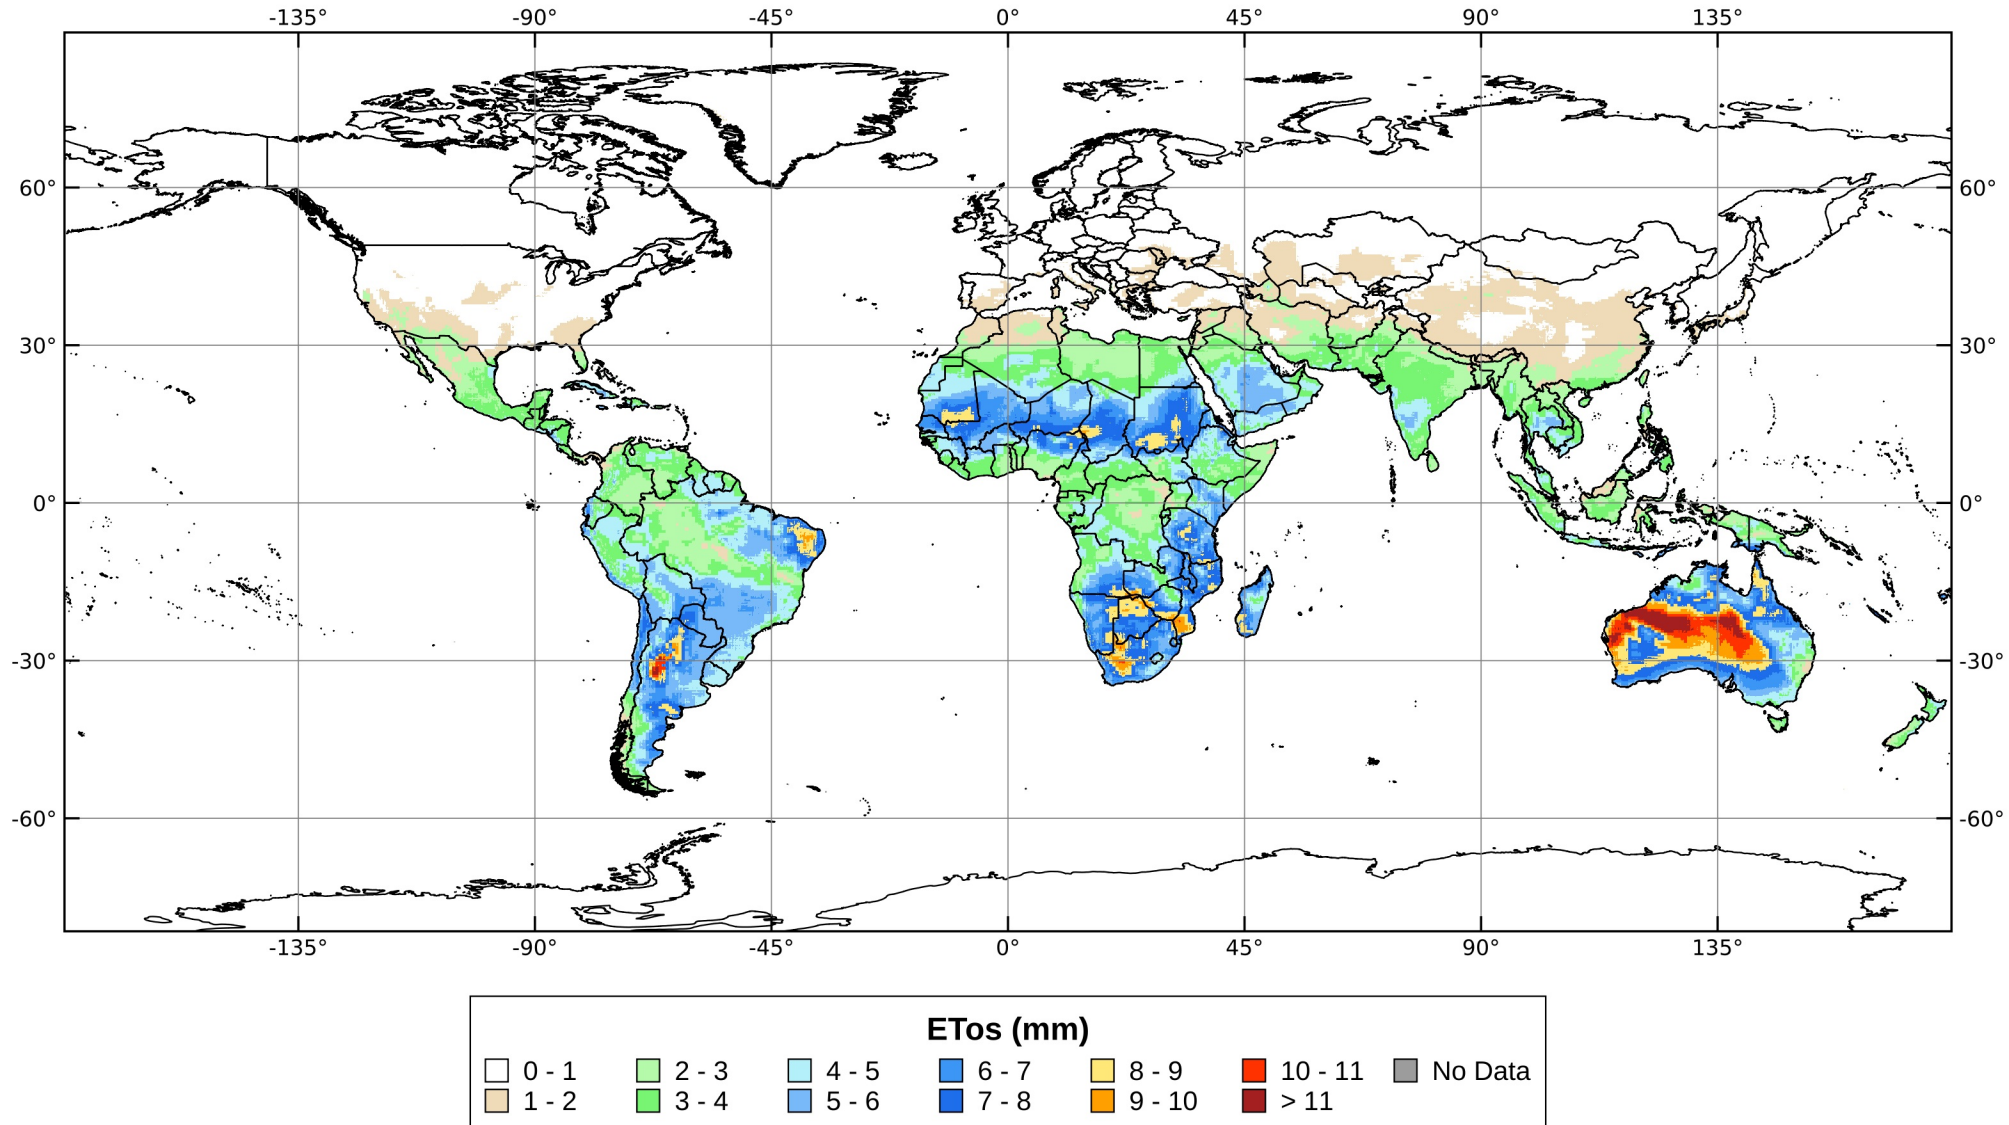 -135° -90° -45° 0° 45° 90° 135°
60° 60°
30° 30°
0° 0°
-30° -30°
-60° -60°
-135° -90° -45° 0° 45° 90° 135°
ETos (mm)
0 - 1 2 - 3 4 - 5 6 - 7 8 - 9 10 - 11 No Data
1 - 2 3 - 4 5 - 6 7 - 8 9 - 10 > 11